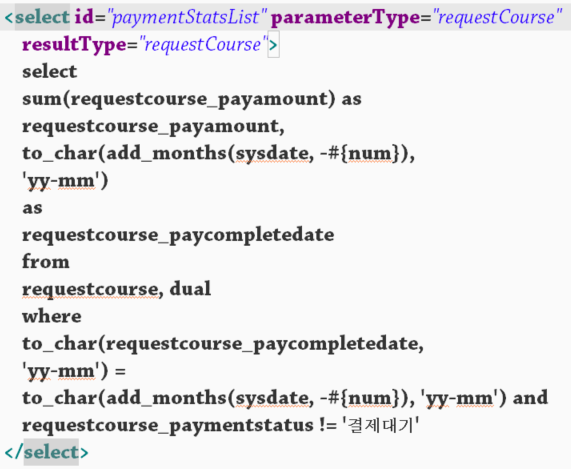 <select id="paymentStatsList" parameterType="requestCourse"
resultType="requestCourse">
select
sum(requestcourse_payamount) as
requestcourse_payamount,
to_char(add_months(sysdate, -#{num}),
'yy-mm')
as
requestcourse_paycompletedate
from
requestcourse, dual
where
to_char(requestcourse_paycompletedate,
'yy-mm') =
to_char(add_months(sysdate, -#{num}), 'yy-mm') and
requestcourse_paymentstatus != '결제대기'
</select>